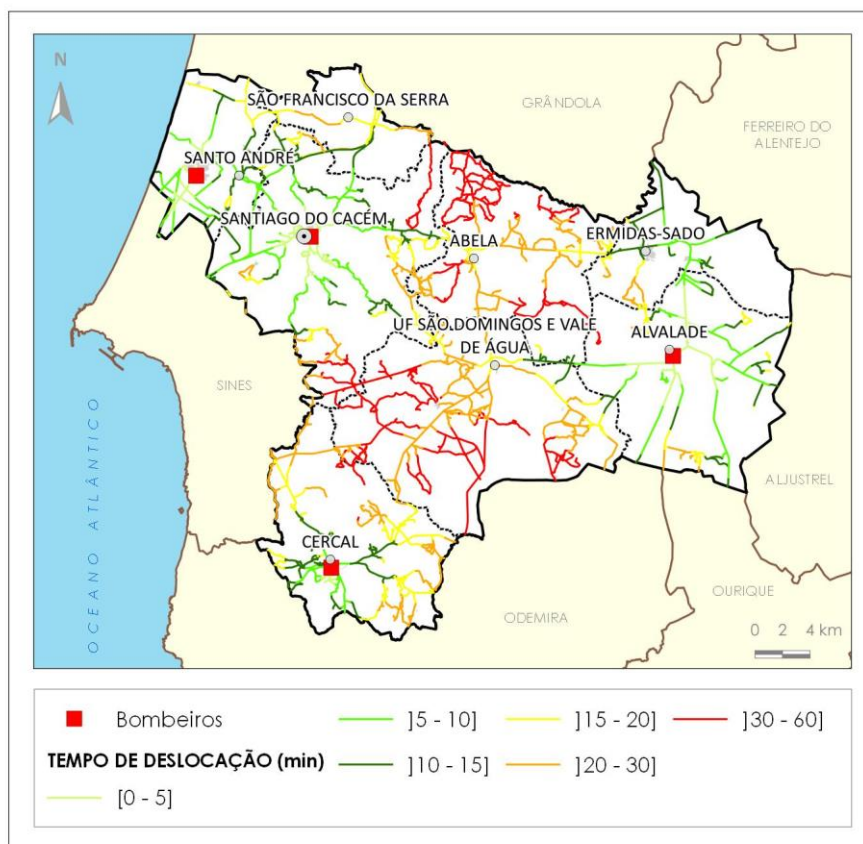 N
SÃO FRANCISCO DA SERRA
GRÂNDOLA
FERREIRO DO
ALENTEJO
SANTO ANDRÉ
SANTIAGO DO CACÉM
ABELA
ERMIDAS-SADO
UF SÃO DOMINGOS E VALE
DE ÁGUA
ALVALADE
SINES
OCEANO ATLÂNTICO
ALJUSTREL
CERCAL
OURIQUE
ODEMIRA
0 2 4 km
Bombeiros
TEMPO DE DESLOCAÇÃO (min)
[0 - 5]
]5 - 10]
]10 - 15]
]15 - 20]
]20 - 30]
]30 - 60]